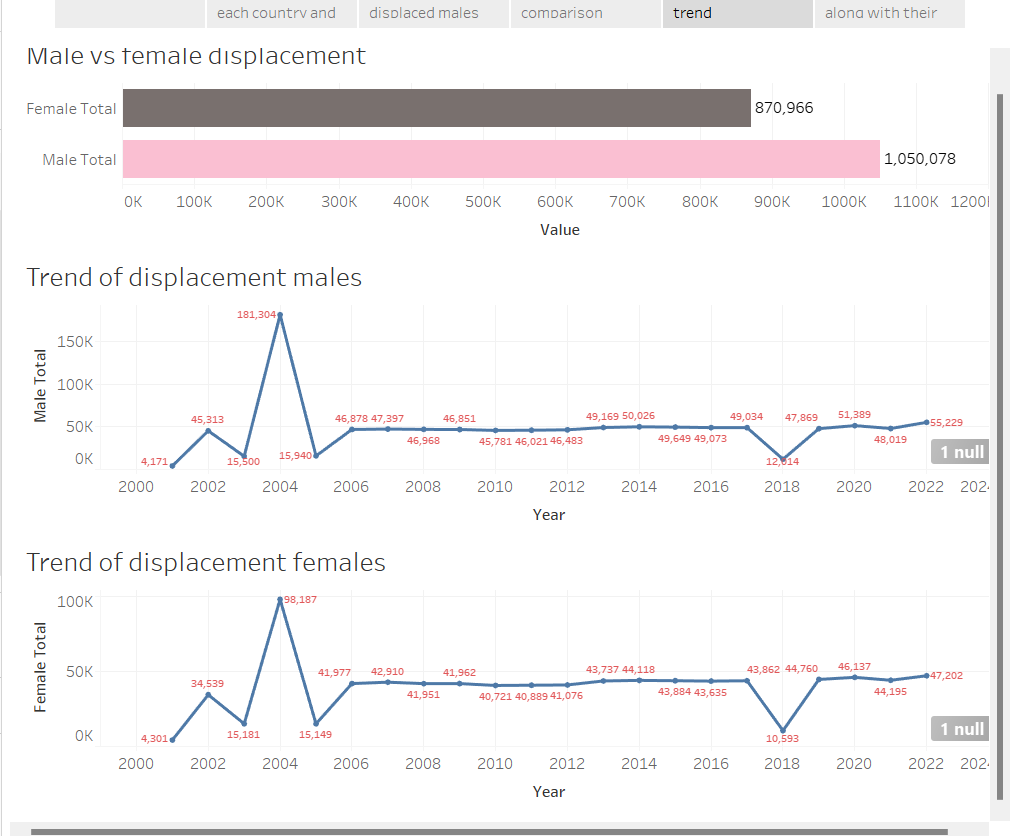 each country and
displaced males
comparison
trend
along with their
Male vs female displacement
Female Total
870,966
Male Total
1,050,078
0K 100K 200K 300K 400K 500K 600K 700K 800K 900K 1000K 1100K 1200
Value
Trend of displacement males
Male Total
150K
100K
50K
0K
4,171
45,313
15,500
181,304
15,940
46,878 47,397
46,968
46,851
45,781 46,021 46,483
49,169 50,026
49,649 49,073
49,034
47,869
51,389
48,019
55,229
1 null
2000 2002 2004 2006 2008 2010 2012 2014 2016 2018 2020 2022 202
Year
Trend of displacement females
Female Total
100K
50K
0K
4,301
34,539
15,181
98,187
15,149
41,977
42,910
41,951
41,962
40,721 40,889 41,076
43,737 44,118
43,884 43,635
43,862
10,593
44,760
46,137
44,195
47,202
1 null
2000 2002 2004 2006 2008 2010 2012 2014 2016 2018 2020 2022 202
Year